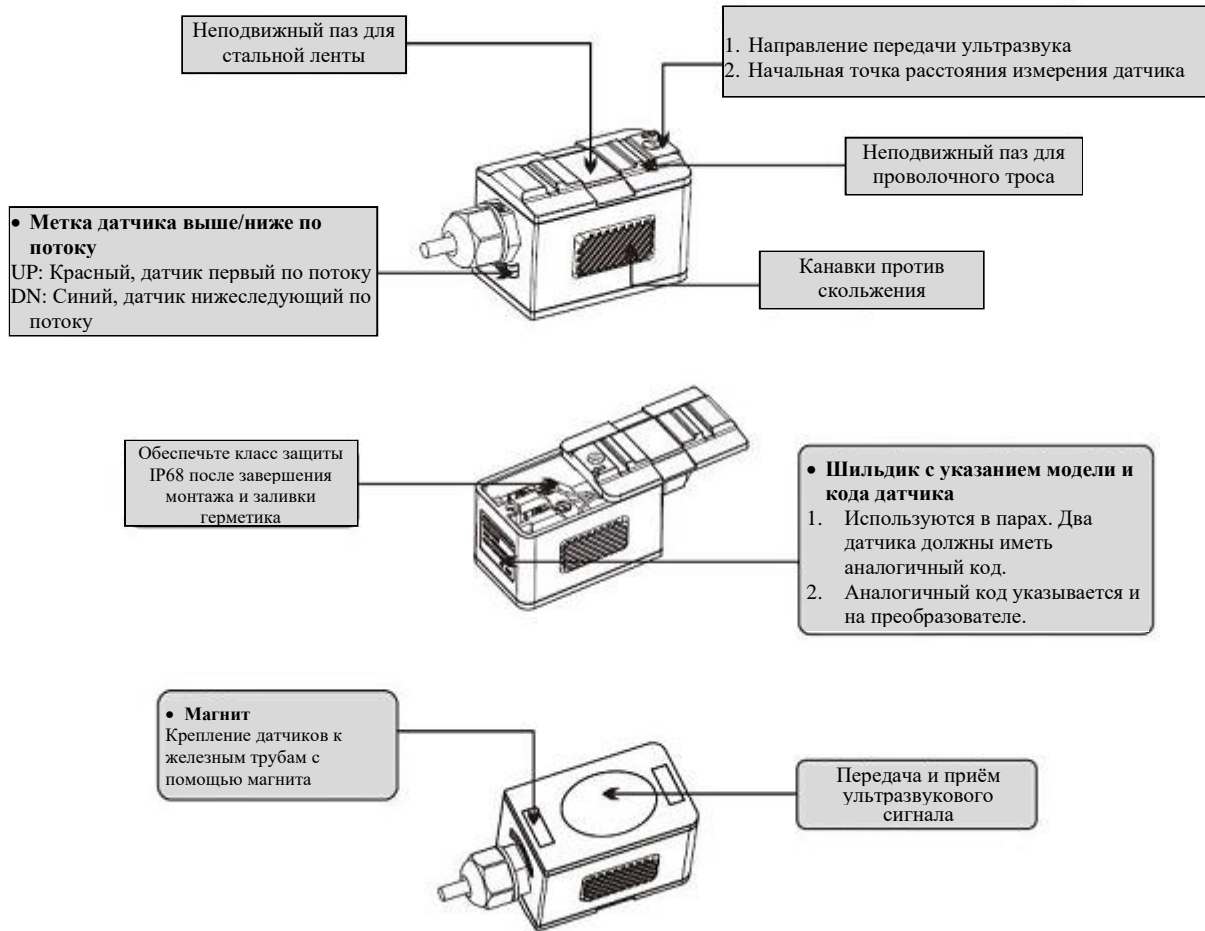 Неподвижный паз для
стальной ленты
1. Направление передачи ультразвука
2. Начальная точка расстояния измерения датчика
Неподвижный паз для
проволочного троса
• Метка датчика выше/ниже по
потоку
UP: Красный, датчик первый по потоку
DN: Синий, датчик нижеследующий по
потоку
Канавки против
скольжения
Обеспечьте класс защиты
IP68 после завершения
монтажа и заливки
герметика
• Шильдик с указанием модели и
кода датчика
1. Используются в парах. Два
датчика должны иметь
аналогичный код.
2. Аналогичный код указывается и
на преобразователе.
• Магнит
Крепление датчиков к
железным трубам с
помощью магнита
Передача и приём
ультразвукового
сигнала